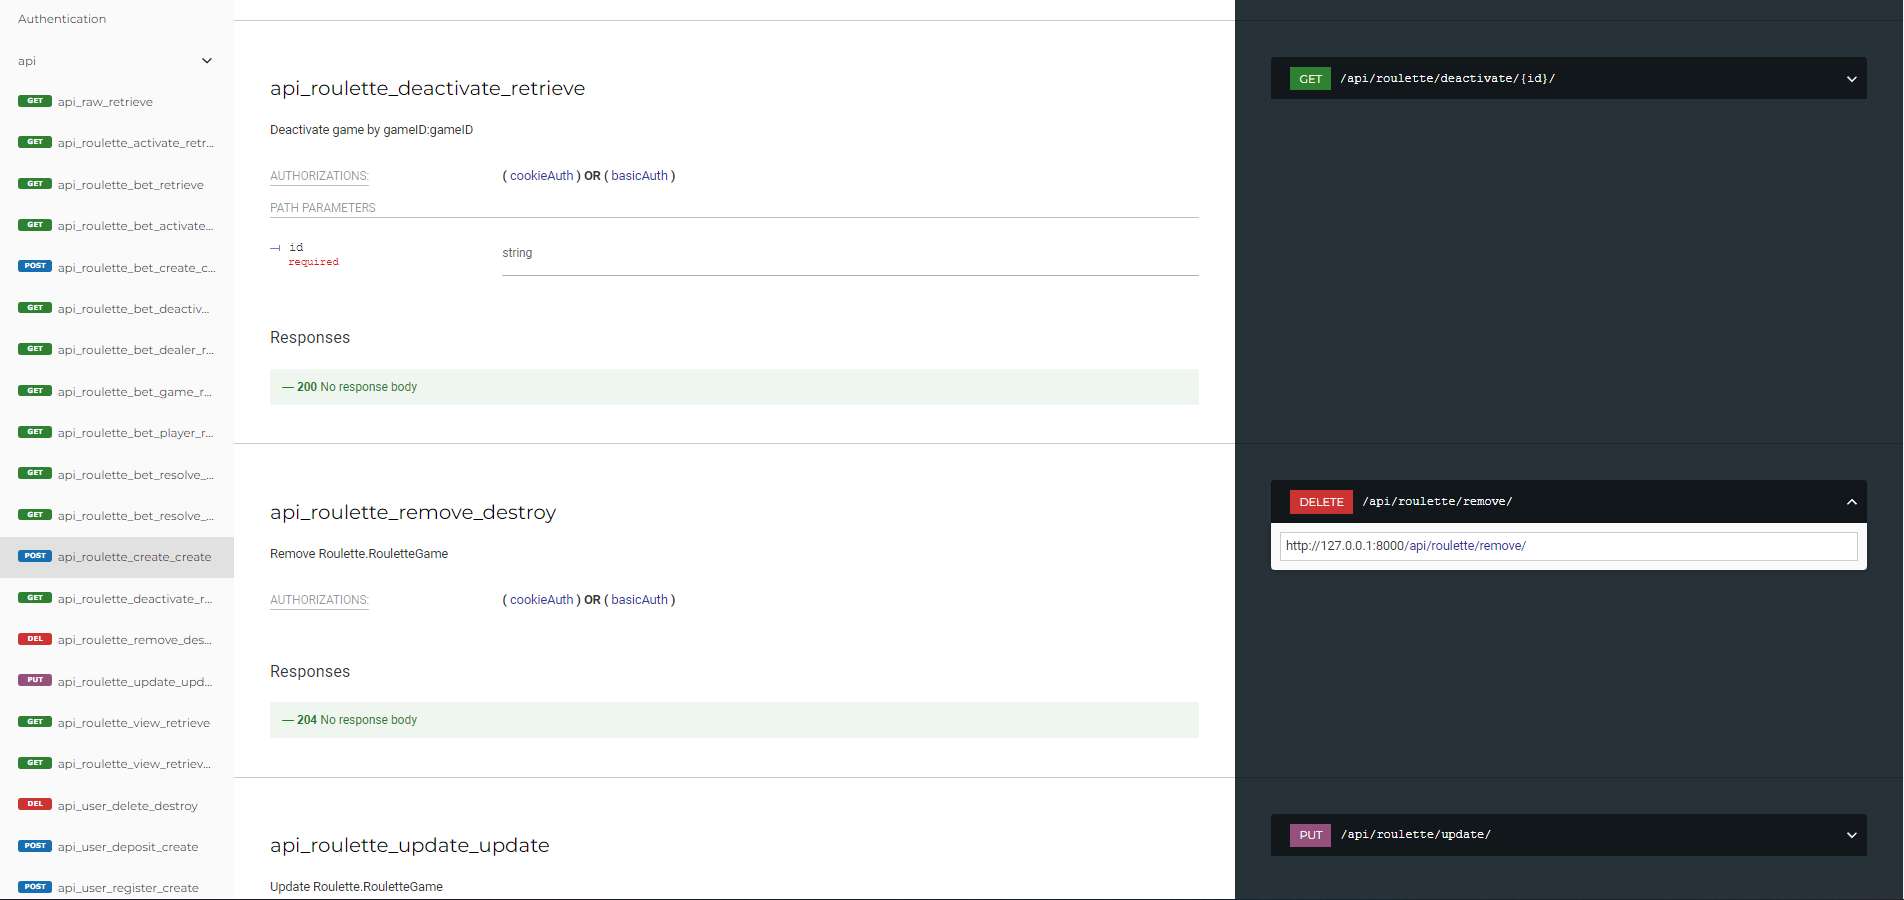 Authentication
api
GET api_raw_retrieve
GET api_roulette_activate_retr...
GET api_roulette_bet_retrieve
GET api_roulette_bet_activate...
POST api_roulette_bet_create_c...
GET api_roulette_bet_deactiv...
GET api_roulette_bet_dealer_r...
GET api_roulette_bet_game_r...
GET api_roulette_bet_player_r...
GET api_roulette_bet_resolve_...
GET api_roulette_bet_resolve_...
POST api_roulette_create_create
GET api_roulette_deactivate_r...
DEL api_roulette_remove_des...
PUT api_roulette_update_upd...
GET api_roulette_view_retrieve
GET api_roulette_view_retriev...
DEL api_user_delete_destroy
POST api_user_deposit_create
POST api_user_register_create
api_roulette_deactivate_retrieve
Deactivate game by gameID:gameID
AUTHORIZATIONS: ( cookieAuth ) OR ( basicAuth )
PATH PARAMETERS
id string
required
Responses
— 200 No response body
api_roulette_remove_destroy
Remove Roulette.RouletteGame
AUTHORIZATIONS: ( cookieAuth ) OR ( basicAuth )
Responses
— 204 No response body
api_roulette_update_update
Update Roulette.RouletteGame
GET /api/roulette/deactivate/{id}/
DELETE /api/roulette/remove/
http://127.0.0.1:8000/api/roulette/remove/
PUT /api/roulette/update/